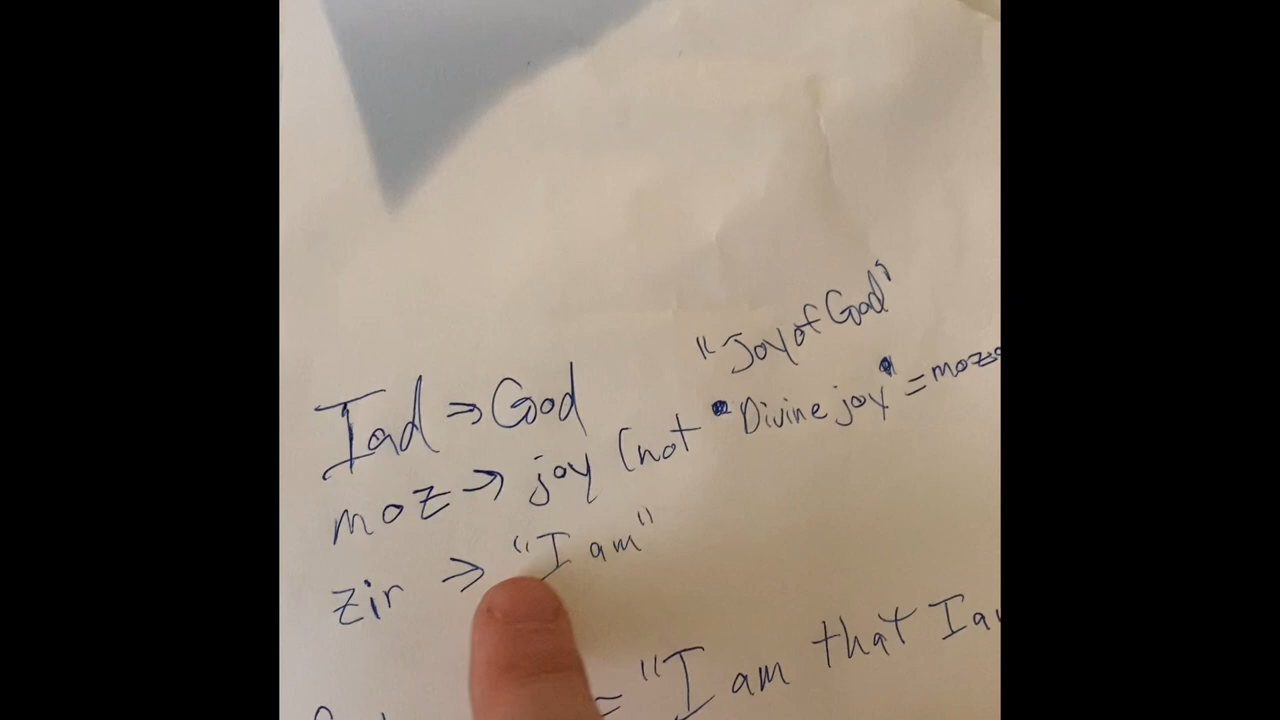 "Joy of God"
Iad ⇒ God
moz → joy (not "Divine joy" = moz
zir → "I am"
= "I am that I